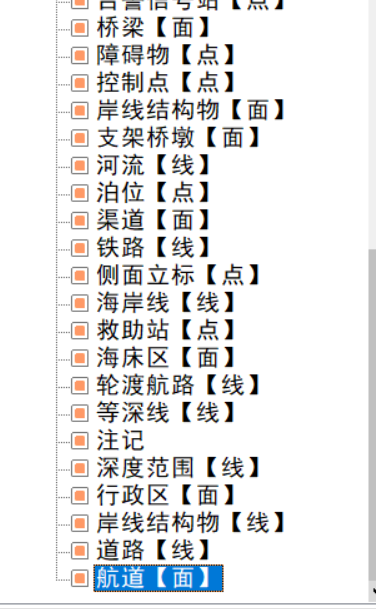 桥梁【面】
障碍物【点】
控制点【点】
岸线结构物【面】
支架桥墩【面】
河流【线】
泊位【点】
渠道【面】
铁路【线】
侧面立标【点】
海岸线【线】
救助站【点】
海床区【面】
轮渡航路【线】
等深线【线】
注记
深度范围【线】
行政区【面】
岸线结构物【线】
道路【线】
航道【面】